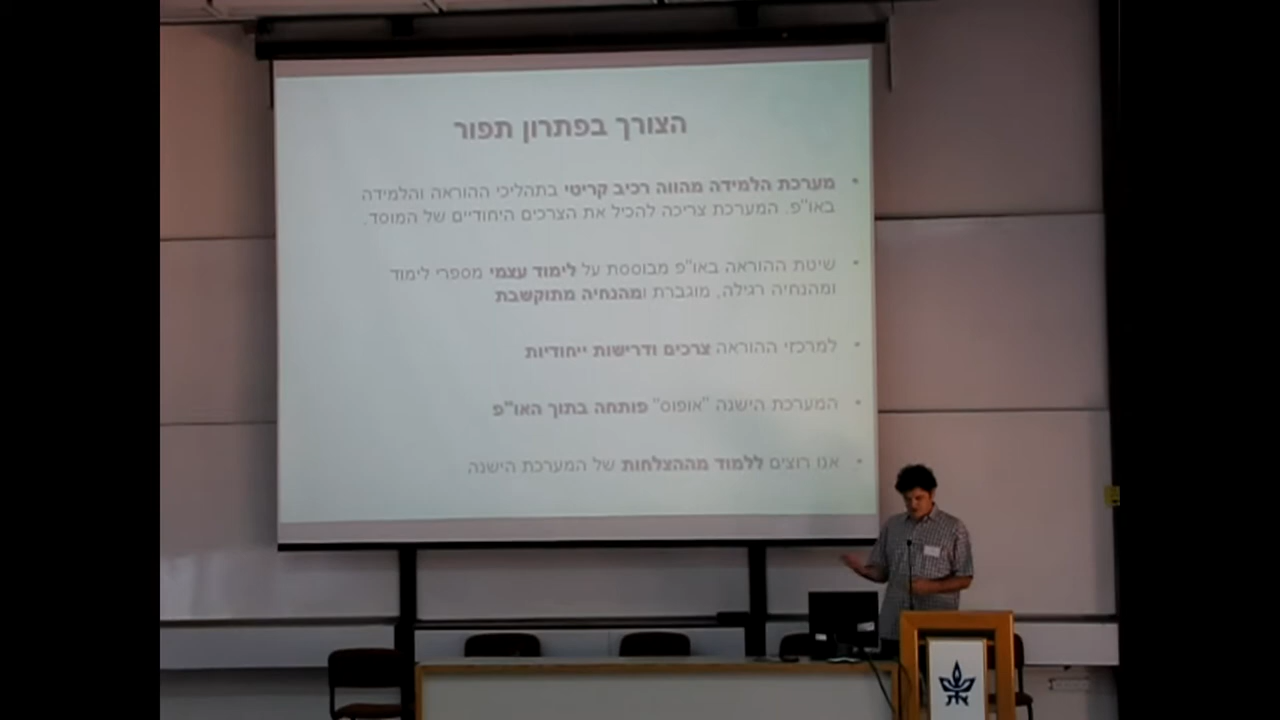 הצורך בפתרון תפור
• מערכת הלמידה מהווה רכיב קריטי בתהליכי ההוראה והלמידה
באו"פ. המערכת צריכה להכיל את הצרכים היחודיים של המוסד.
• שיטת ההוראה באו"פ מבוססת על לימוד עצמי מספרי לימוד
ומהנחיה רגילה, מוגברת ומהנחיה מתוקשבת
• למרכזי ההוראה צרכים ודרישות ייחודיות
• המערכת הישנה "אופוס" פותחה בתוך האו"פ
• אנו רוצים ללמוד מההצלחות של המערכת הישנה